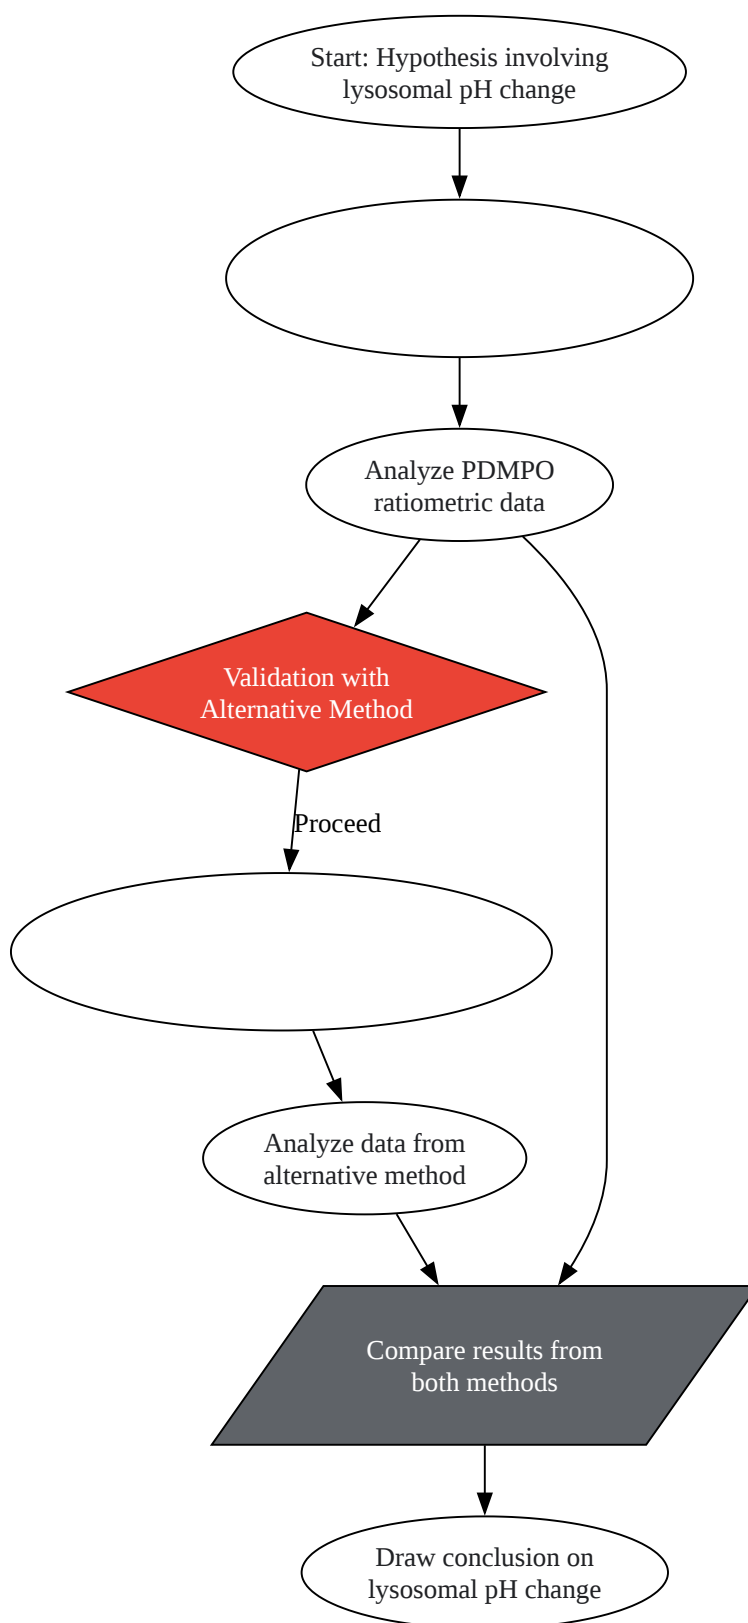 Start: Hypothesis involving
lysosomal pH change
Analyze PDMPO
ratiometric data
Validation with
Alternative Method
Proceed
Analyze data from
alternative method
Compare results from
both methods
Draw conclusion on
lysosomal pH change